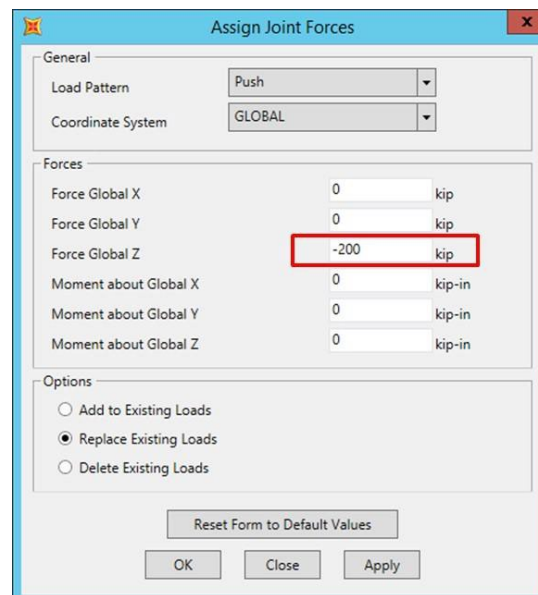 Assign Joint Forces
x
General
Load Pattern Push
Coordinate System GLOBAL
Forces
Force Global X 0 kip
Force Global Y 0 kip
Force Global Z -200 kip
Moment about Global X 0 kip-in
Moment about Global Y 0 kip-in
Moment about Global Z 0 kip-in
Options
Add to Existing Loads
Replace Existing Loads
Delete Existing Loads
Reset Form to Default Values
OK Close Apply